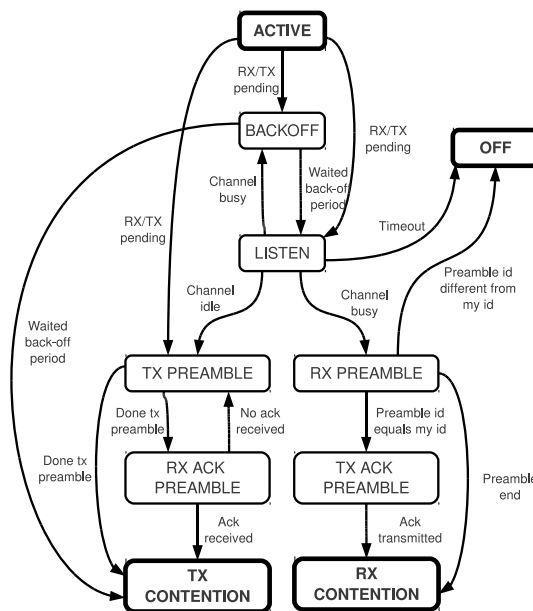 ACTIVE
RX/TX
pending
BACKOFF
RX/TX
pending
OFF
Channel
busy
Waited
back-off
period
RX/TX
pending
Timeout
LISTEN
Preamble id
different from
my id
Channel
idle
Channel
busy
Waited
back-off
period
TX PREAMBLE
RX PREAMBLE
Done tx
preamble
No ack
received
Preamble id
equals my id
Done tx
preamble
RX ACK
PREAMBLE
TX ACK
PREAMBLE
Preamble
end
Ack
received
Ack
transmitted
TX
CONTENTION
RX
CONTENTION